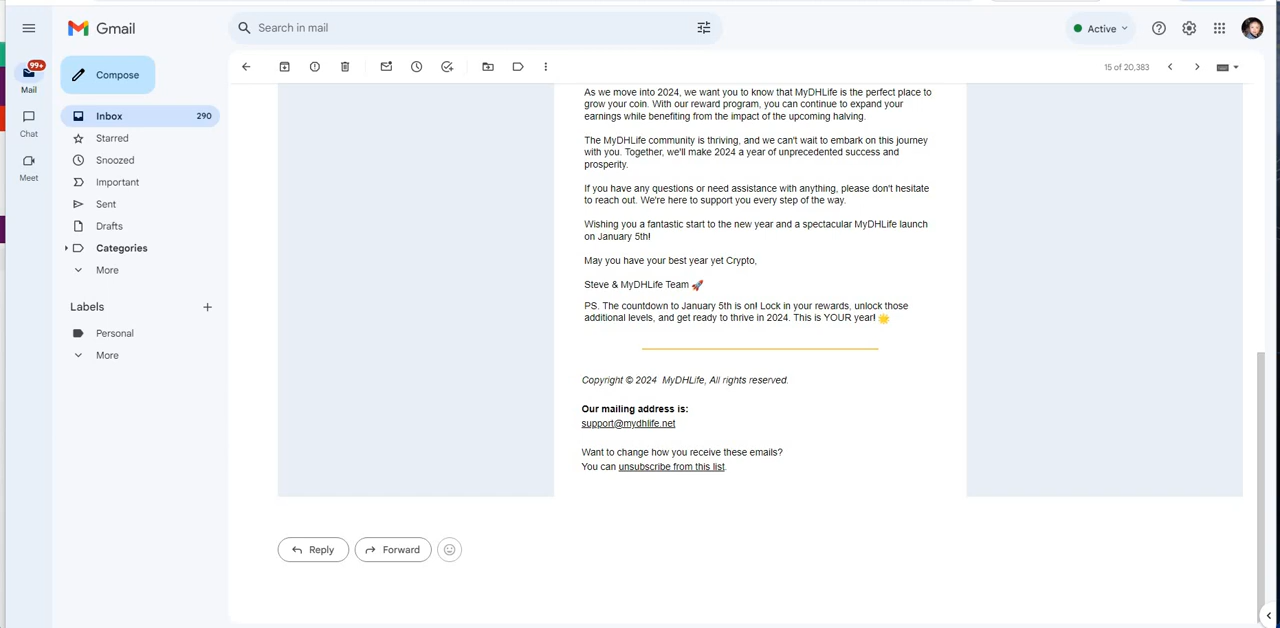 Gmail
Search in mail
Active
99+
Mail
Compose
15 of 20,383
Inbox 290
Chat
Starred
Snoozed
Meet
Important
Sent
Drafts
Categories
More
Labels
Personal
More
As we move into 2024, we want you to know that MyDHLife is the perfect place to
grow your coin. With our reward program, you can continue to expand your
earnings while benefiting from the impact of the upcoming halving.
The MyDHLife community is thriving, and we can't wait to embark on this journey
with you. Together, we'll make 2024 a year of unprecedented success and
prosperity.
If you have any questions or need assistance with anything, please don't hesitate
to reach out. We're here to support you every step of the way.
Wishing you a fantastic start to the new year and a spectacular MyDHLife launch
on January 5th!
May you have your best year yet Crypto,
Steve & MyDHLife Team 🚀
PS. The countdown to January 5th is on! Lock in your rewards, unlock those
additional levels, and get ready to thrive in 2024. This is YOUR year! 🌟
Copyright © 2024 MyDHLife, All rights reserved.
Our mailing address is:
support@mydhlife.net
Want to change how you receive these emails?
You can unsubscribe from this list.
Reply
Forward